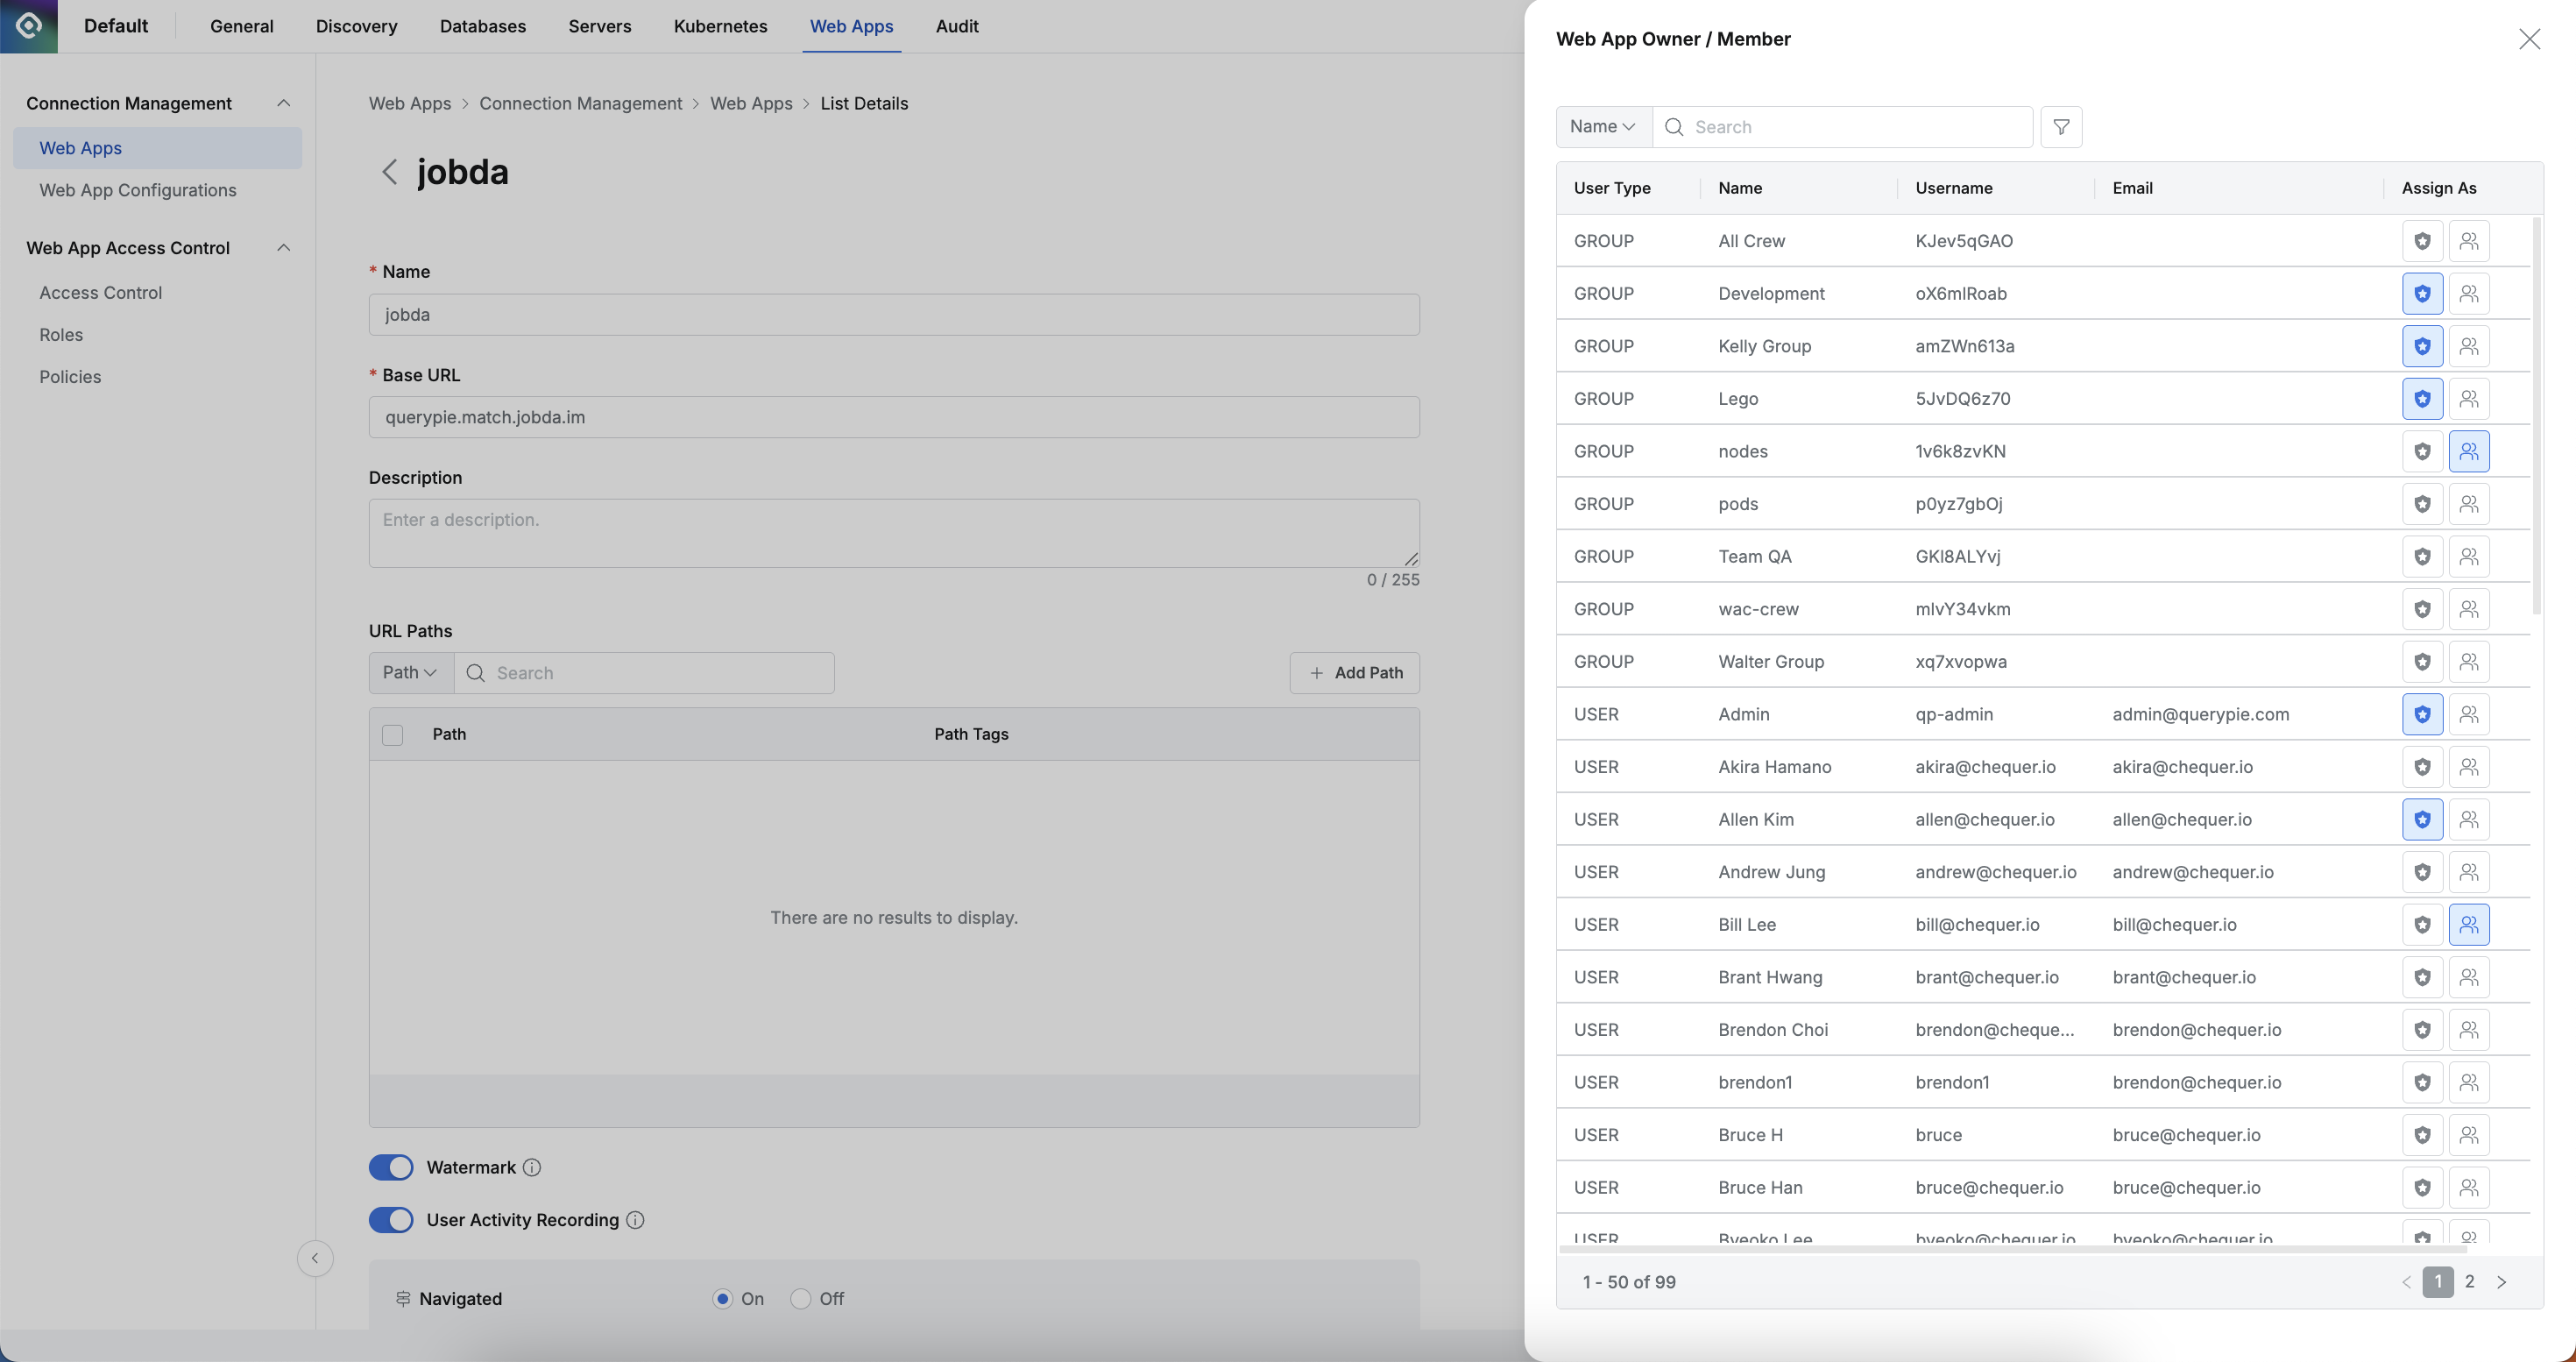 Default
General
Discovery
Databases
Servers
Kubernetes
Web Apps
Audit
Connection Management
Web Apps
Web App Configurations
Web App Access Control
Access Control
Roles
Policies
Web Apps > Connection Management > Web Apps > List Details
jobda
* Name
jobda
* Base URL
querypie.match.jobda.im
Description
Enter a description.
0 / 255
URL Paths
Path
Search
+ Add Path
Path Path Tags
There are no results to display.
Watermark
User Activity Recording
Navigated On Off
Web App Owner / Member
Name Search
User Type Name Username Email Assign As
GROUP All Crew KJev5qGAO
GROUP Development oX6mlRoab
GROUP Kelly Group amZWn613a
GROUP Lego 5JvDQ6z70
GROUP nodes 1v6k8zvKN
GROUP pods p0yz7gbOj
GROUP Team QA GKl8ALYvj
GROUP wac-crew mlvY34vkm
GROUP Walter Group xq7xvopwa
USER Admin qp-admin admin@querypie.com
USER Akira Hamano akira@chequer.io akira@chequer.io
USER Allen Kim allen@chequer.io allen@chequer.io
USER Andrew Jung andrew@chequer.io andrew@chequer.io
USER Bill Lee bill@chequer.io bill@chequer.io
USER Brant Hwang brant@chequer.io brant@chequer.io
USER Brendon Choi brendon@cheque... brendon@chequer.io
USER brendon1 brendon1 brendon@chequer.io
USER Bruce H bruce bruce@chequer.io
USER Bruce Han bruce@chequer.io bruce@chequer.io
USER Byeoko Lee byeoko@chequer.io byeoko@chequer.io
1 - 50 of 99
1 2